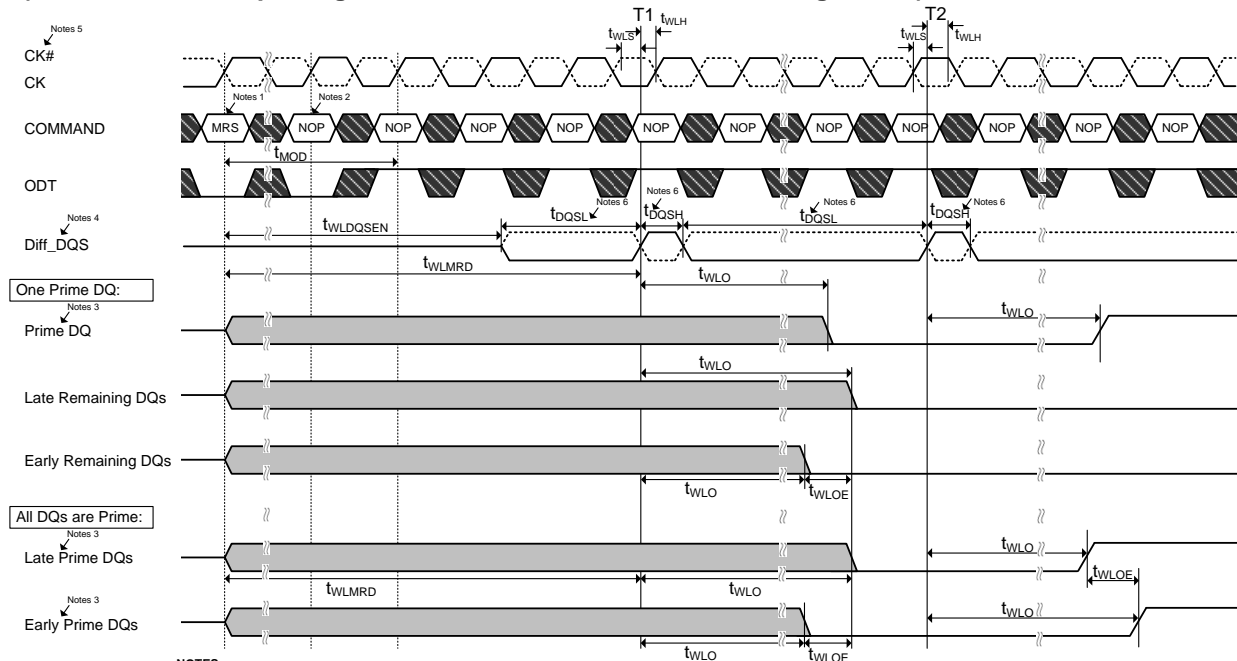 T1
T2
Notes 5
CK#
CK
tWLS
tWLH
tWLS
tWLH
Notes 1
Notes 2
COMMAND
MRS
NOP
NOP
NOP
NOP
NOP
NOP
NOP
NOP
NOP
NOP
NOP
tMOD
ODT
Notes 4
Diff_DQS
tWLDQSEN
tDQSL
Notes 6
tDQSH
Notes 6
tDQSL
Notes 6
tDQSH
Notes 6
tWLMRD
tWLO
One Prime DQ:
Notes 3
Prime DQ
tWLO
tWLO
Late Remaining DQs
Early Remaining DQs
tWLO
tWLOE
All DQs are Prime:
Notes 3
Late Prime DQs
tWLMRD
tWLO
tWLO
tWLOE
Notes 3
Early Prime DQs
tWLO
tWLO
tWLOE